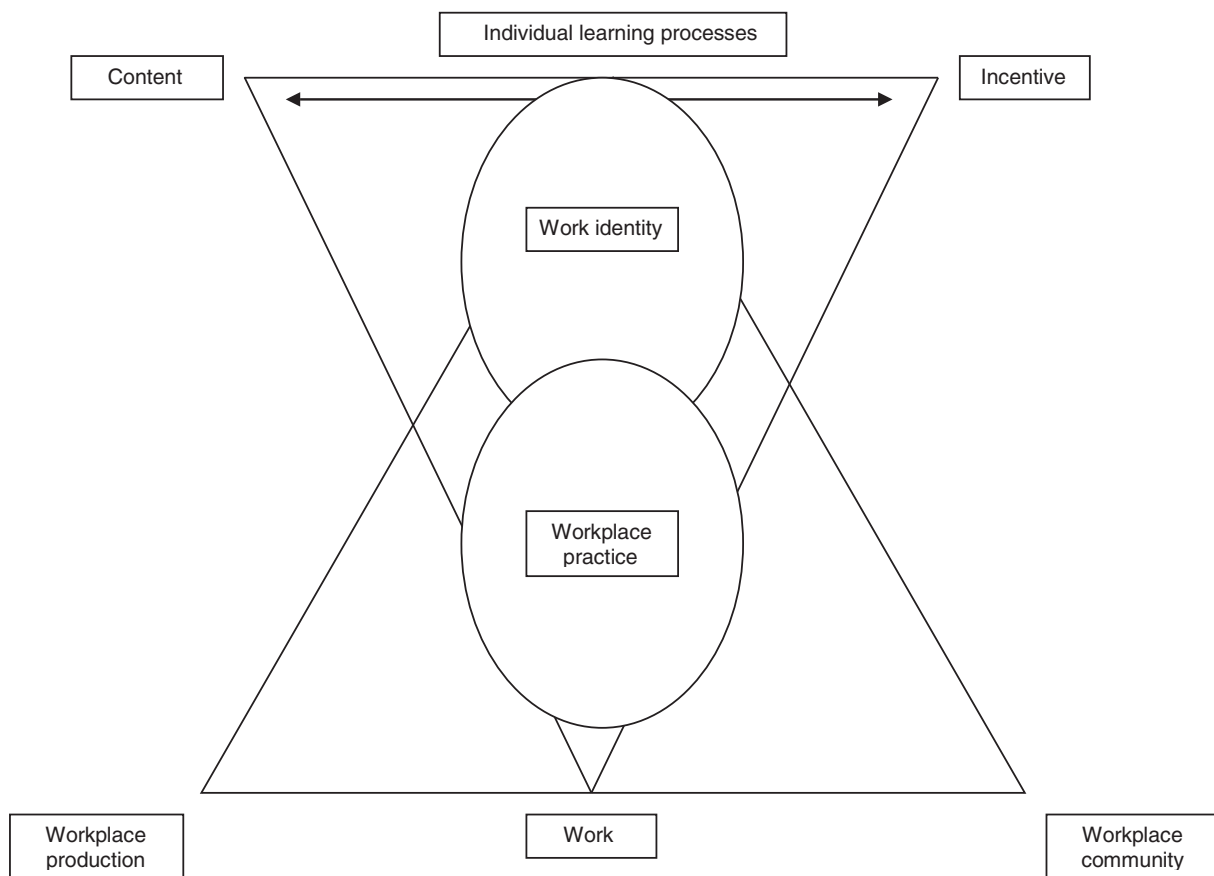 Individual learning processes
Content
Incentive
Work identity
Workplace
practice
Workplace
production
Work
Workplace
community